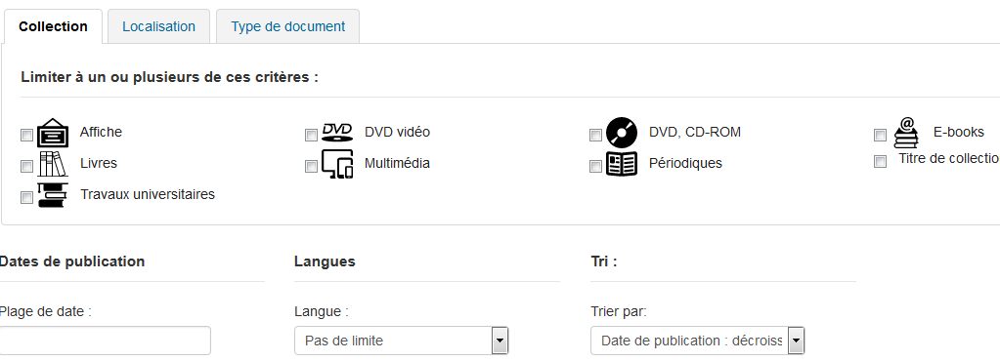 Collection Localisation Type de document
Limiter à un ou plusieurs de ces critères :
Affiche DVD DVD vidéo DVD, CD-ROM @ E-books
Livres Multimédia Périodiques Titre de collectio
Travaux universitaires
Dates de publication Langues Tri :
Plage de date : Langue : Trier par:
Pas de limite Date de publication : décroiss